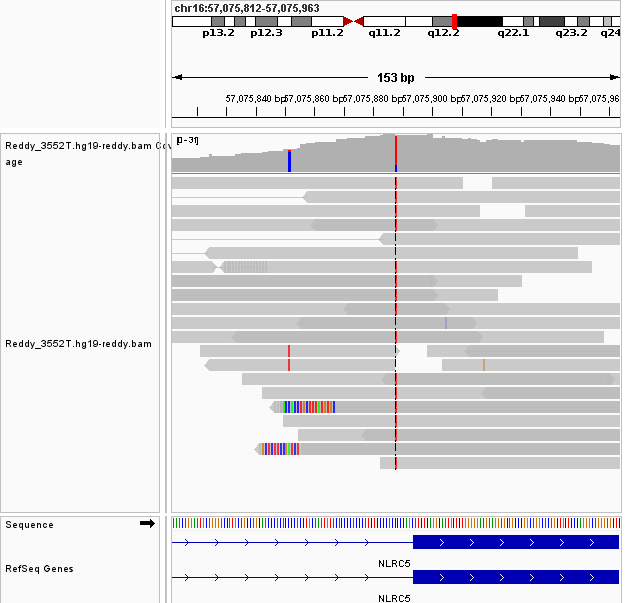 chr16:57,075,812-57,075,963
p13.2 p12.3 p11.2 q11.2 q12.2 q22.1 q23.2 q24
153 bp
57,075,840 bp 57,075,860 bp 57,075,880 bp 57,075,900 bp 57,075,920 bp 57,075,940 bp 57,075,96
Reddy_3552T.hg19-reddy.bam Cov
age
[0-31]
Reddy_3552T.hg19-reddy.bam
Sequence
NLRC5
RefSeq Genes
NLRC5